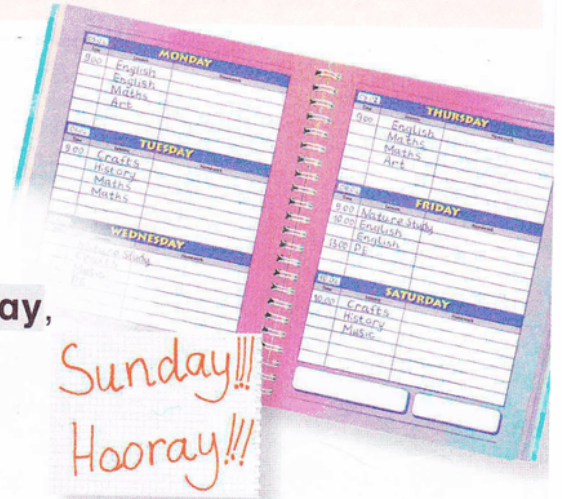 MONDAY
9.00 English
English
Maths
Art
TUESDAY
9.00 Crafts
History
Maths
Maths
WEDNESDAY
Study
THURSDAY
9.00 English
Maths
Maths
Art
FRIDAY
9.00 Nature Study
10.00 English
English
13.00 PE
SATURDAY
10.00 Crafts
History
Music
ay,
Sunday!!!
Hooray!!!